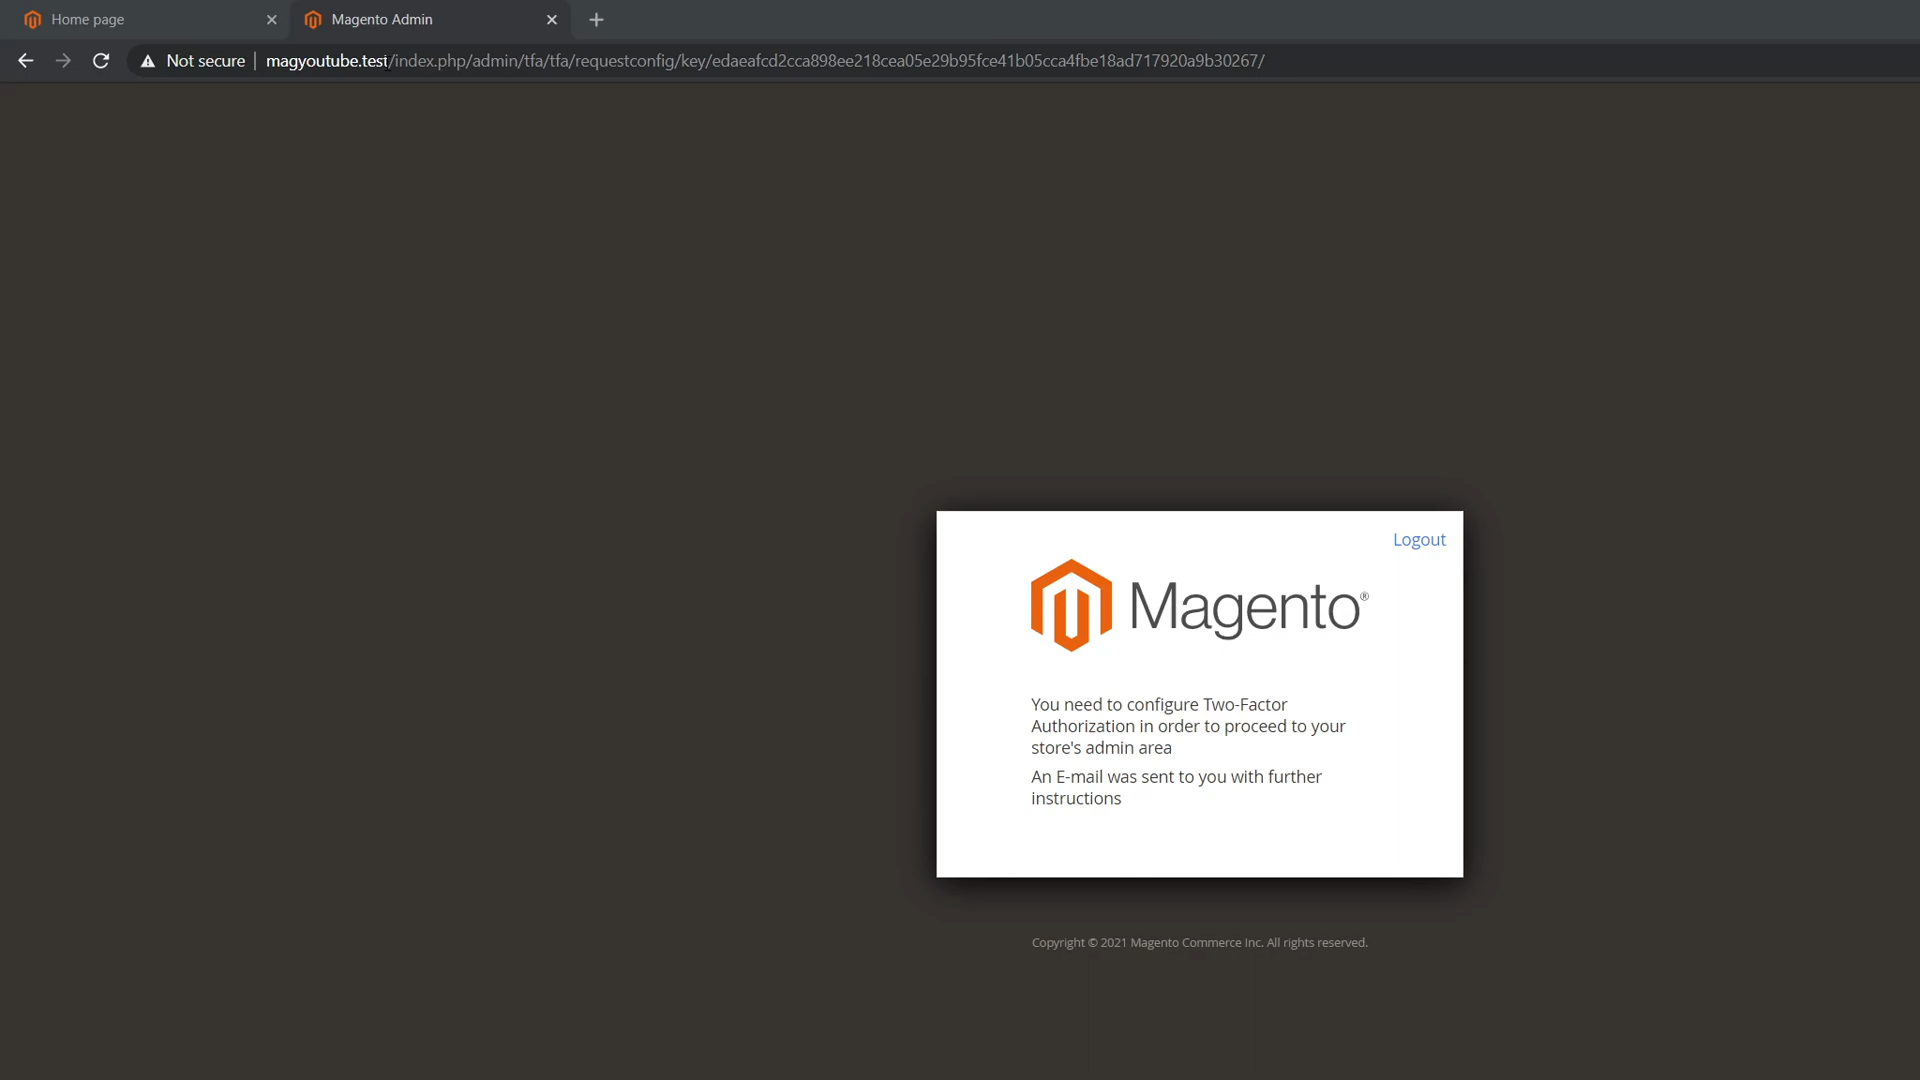 Home page
Magento Admin
Not secure
magyoutube.test/index.php/admin/tfa/tfa/requestconfig/key/edaeafcd2cca898ee218cea05e29b95fce41b05cca4fbe18ad717920a9b30267/
Logout
Magento®
You need to configure Two-Factor
Authorization in order to proceed to your
store's admin area
An E-mail was sent to you with further
instructions
Copyright © 2021 Magento Commerce Inc. All rights reserved.